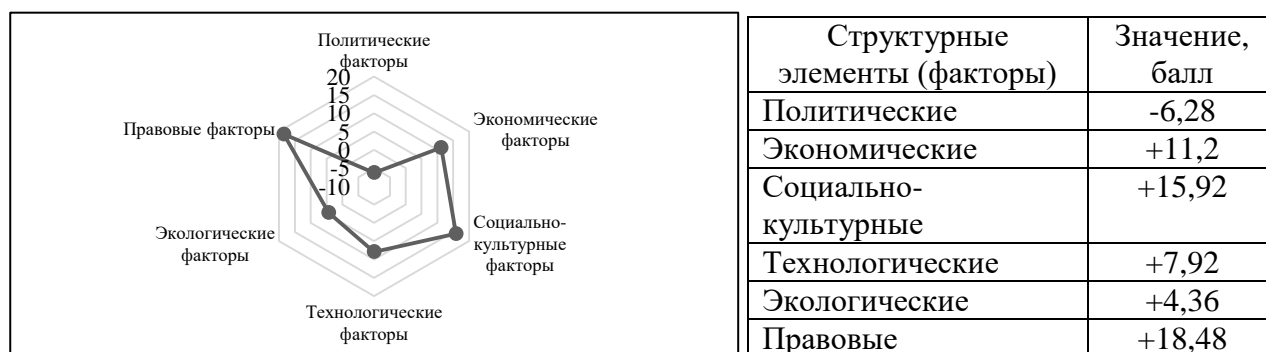 Политические
факторы
20
15
10
5
0
-5
-10
Экономические
факторы
Социально-
культурные
факторы
Технологические
факторы
Экологические
факторы
Правовые факторы
Структурные элементы (факторы)
Значение, балл
Политические -6,28
Экономические +11,2
Социально-
культурные +15,92
Технологические +7,92
Экологические +4,36
Правовые +18,48